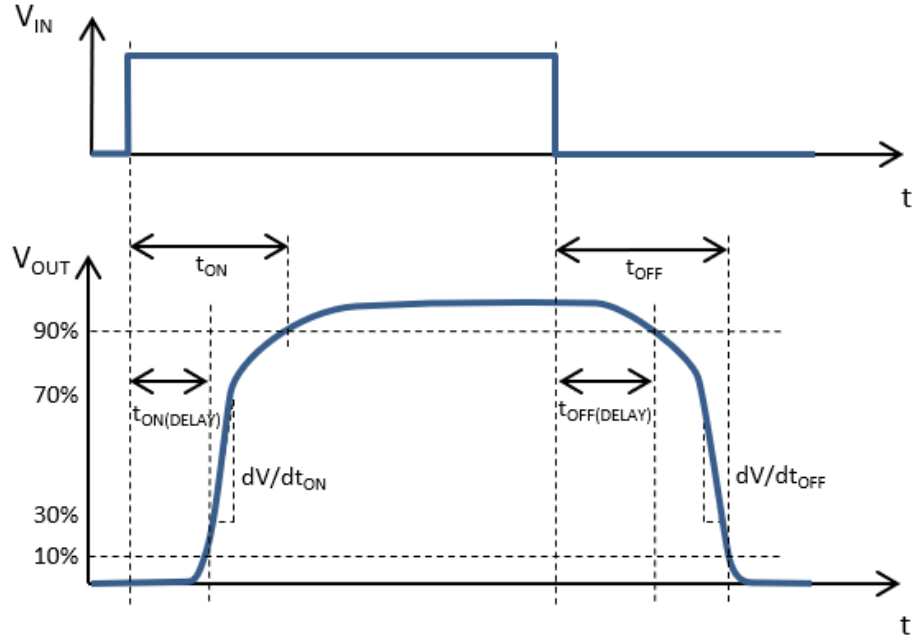 V_IN
t
V_OUT
t_ON
t_OFF
90%
70%
t_ON(DELAY)
t_OFF(DELAY)
dV/dt_ON
dV/dt_OFF
30%
10%
t